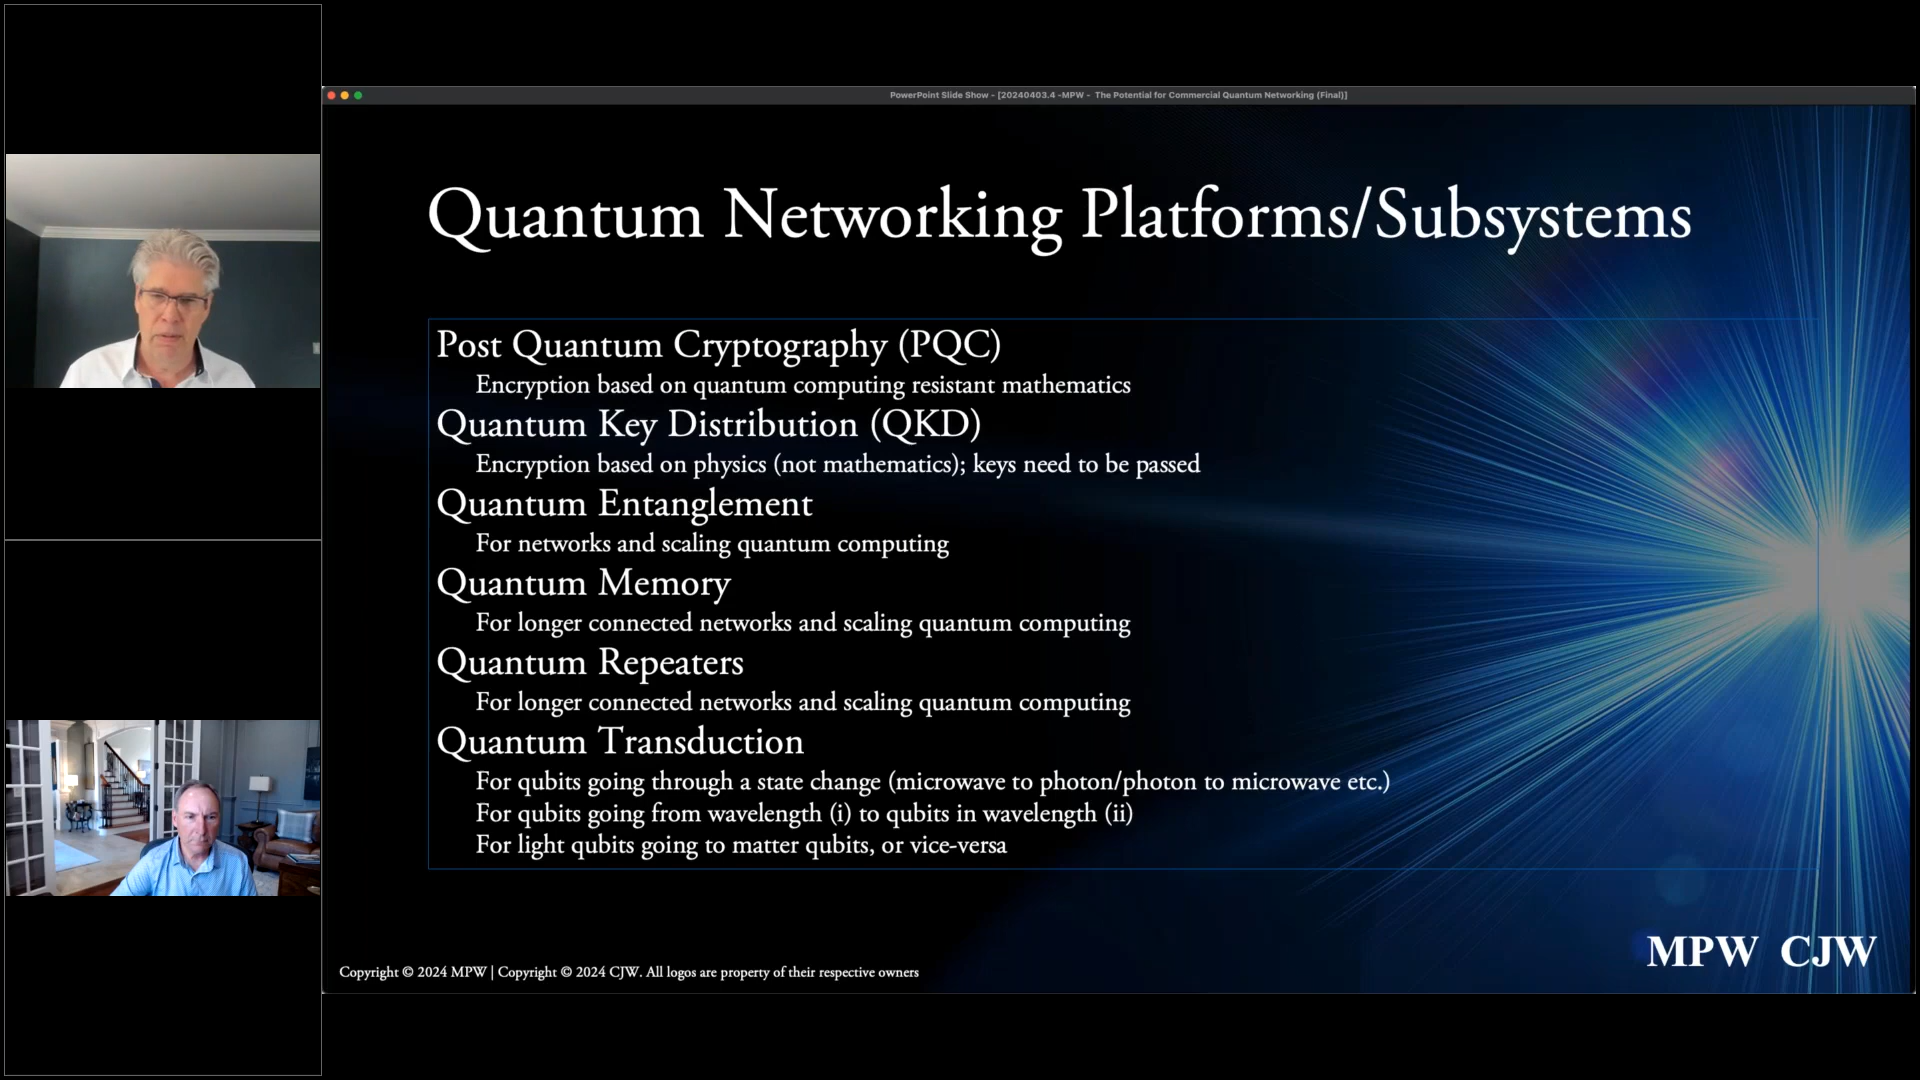 PowerPoint Slide Show - [20240403.4 -MPW - The Potential for Commercial Quantum Networking (Final)]
Quantum Networking Platforms/Subsystems
Post Quantum Cryptography (PQC)
Encryption based on quantum computing resistant mathematics
Quantum Key Distribution (QKD)
Encryption based on physics (not mathematics); keys need to be passed
Quantum Entanglement
For networks and scaling quantum computing
Quantum Memory
For longer connected networks and scaling quantum computing
Quantum Repeaters
For longer connected networks and scaling quantum computing
Quantum Transduction
For qubits going through a state change (microwave to photon/photon to microwave etc.)
For qubits going from wavelength (i) to qubits in wavelength (ii)
For light qubits going to matter qubits, or vice-versa
MPW CJW
Copyright © 2024 MPW | Copyright © 2024 CJW. All logos are property of their respective owners